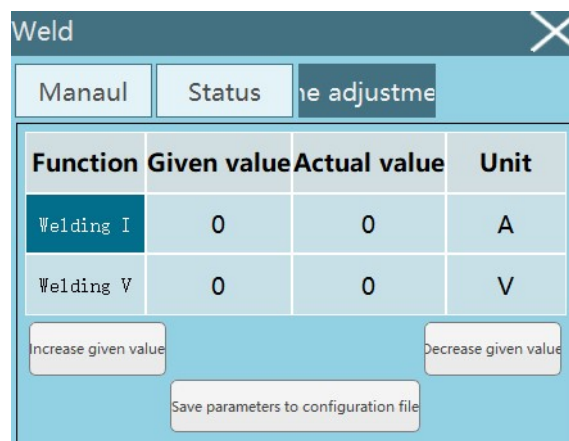 Weld
Manaul Status ne adjustme
Function Given value Actual value Unit
Welding I 0 0 A
Welding V 0 0 V
Increase given value Decrease given value
Save parameters to configuration file